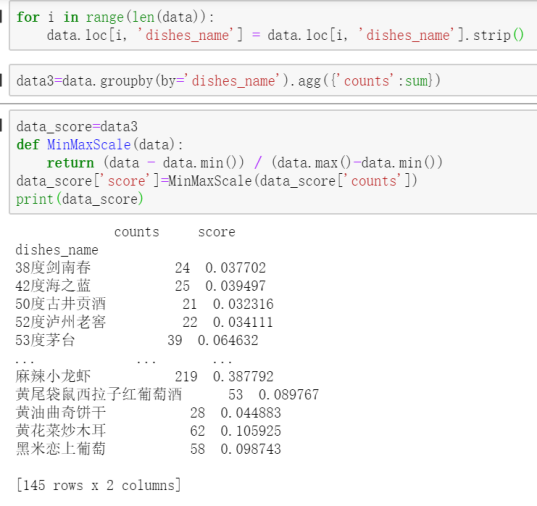 for i in range(len(data)):
    data.loc[i, 'dishes_name'] = data.loc[i, 'dishes_name'].strip()
data3=data.groupby(by='dishes_name').agg({'counts':sum})
data_score=data3
def MinMaxScale(data):
    return (data - data.min()) / (data.max()-data.min())
data_score['score']=MinMaxScale(data_score['counts'])
print(data_score)
counts score
dishes_name
38度剑南春 24 0.037702
42度海之蓝 25 0.039497
50度古井贡酒 21 0.032316
52度泸州老窖 22 0.034111
53度茅台 39 0.064632
... ... ...
麻辣小龙虾 219 0.387792
黄尾袋鼠西拉子红葡萄酒 53 0.089767
黄油曲奇饼干 28 0.044883
黄花菜炒木耳 62 0.105925
黑米恋上葡萄 58 0.098743
[145 rows x 2 columns]